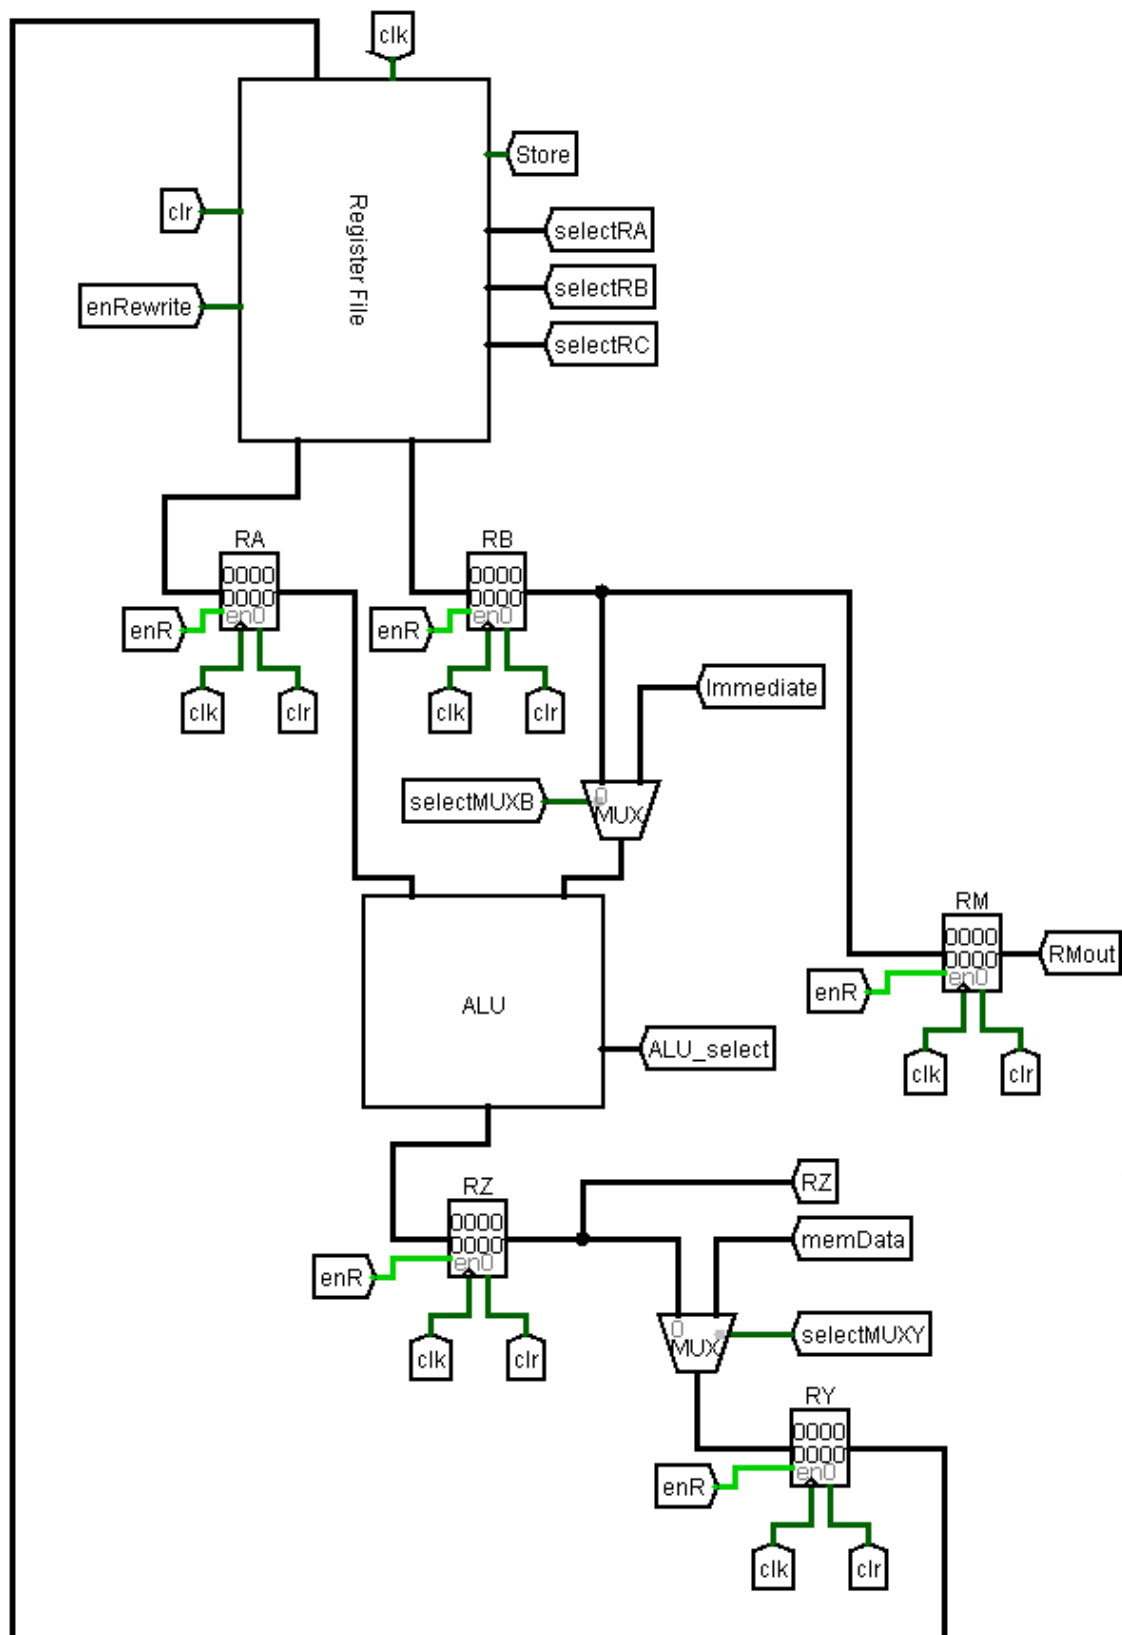 clk
Store
clr
selectRA
Register File
selectRB
enRewrite
selectRC
RA
0000
0000
en0
enR
clk
clr
RB
0000
0000
en0
enR
clk
clr
Immediate
selectMUXB
0
MUX
RM
0000
0000
en0
RMout
enR
clk
clr
ALU
ALU_select
RZ
0000
0000
en0
enR
clk
clr
RZ
memData
0
MUX
selectMUXY
RY
0000
0000
en0
enR
clk
clr